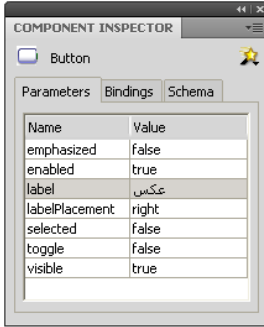 COMPONENT INSPECTOR
Button
Parameters Bindings Schema
Name Value
emphasized false
enabled true
label عکس
labelPlacement right
selected false
toggle false
visible true